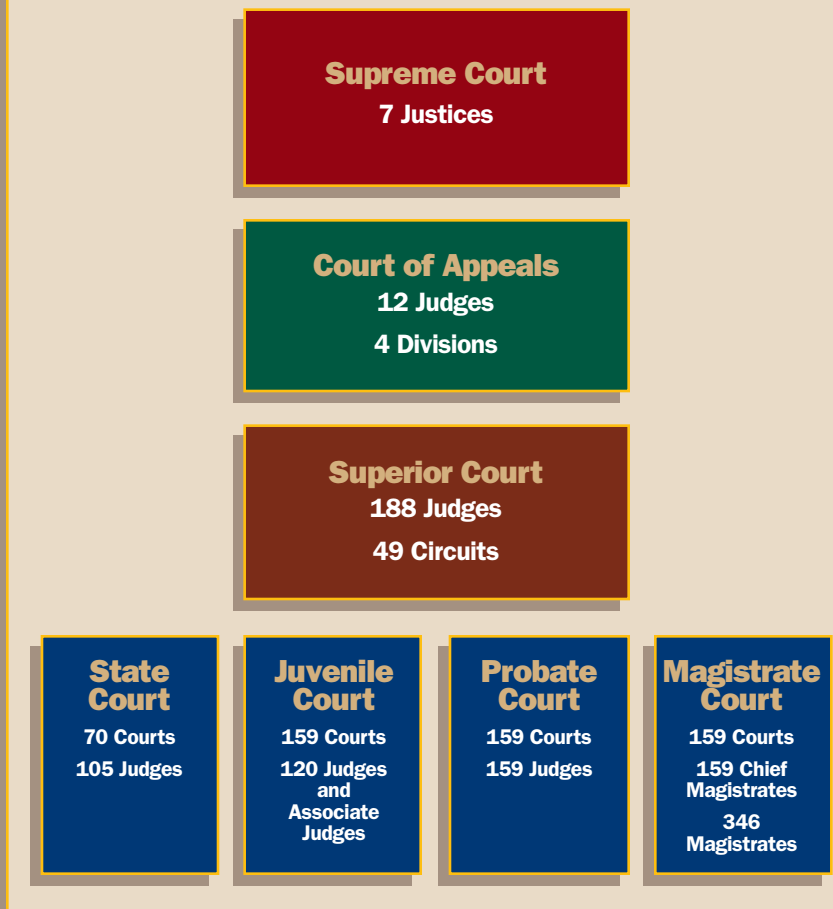 Supreme Court
7 Justices
Court of Appeals
12 Judges
4 Divisions
Superior Court
188 Judges
49 Circuits
State
Court
70 Courts
105 Judges
Juvenile
Court
159 Courts
120 Judges
and
Associate
Judges
Probate
Court
159 Courts
159 Judges
Magistrate
Court
159 Courts
159 Chief
Magistrates
346
Magistrates